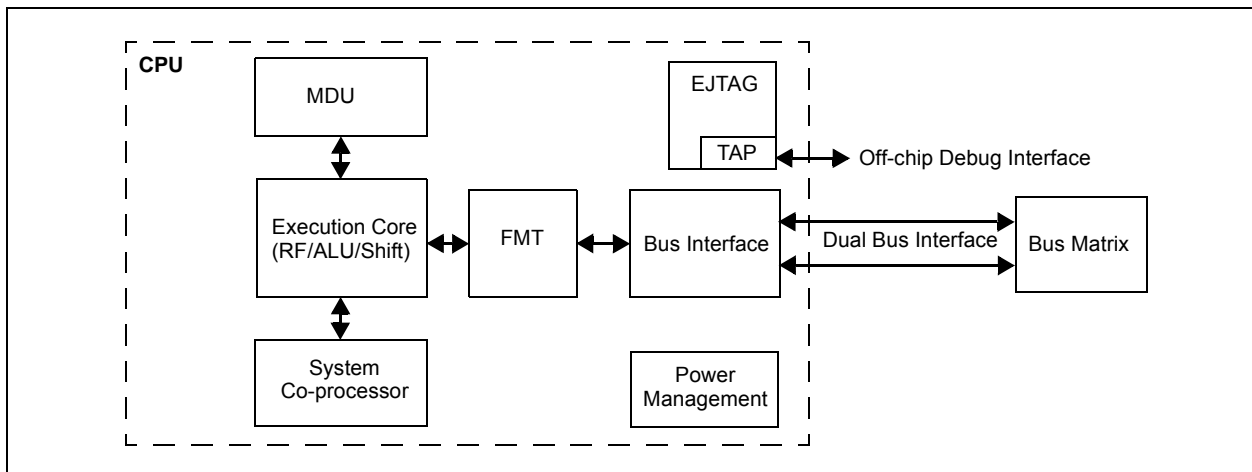 CPU
MDU
EJTAG
TAP
Off-chip Debug Interface
Execution Core
(RF/ALU/Shift)
FMT
Bus Interface
Dual Bus Interface
Bus Matrix
System
Co-processor
Power
Management